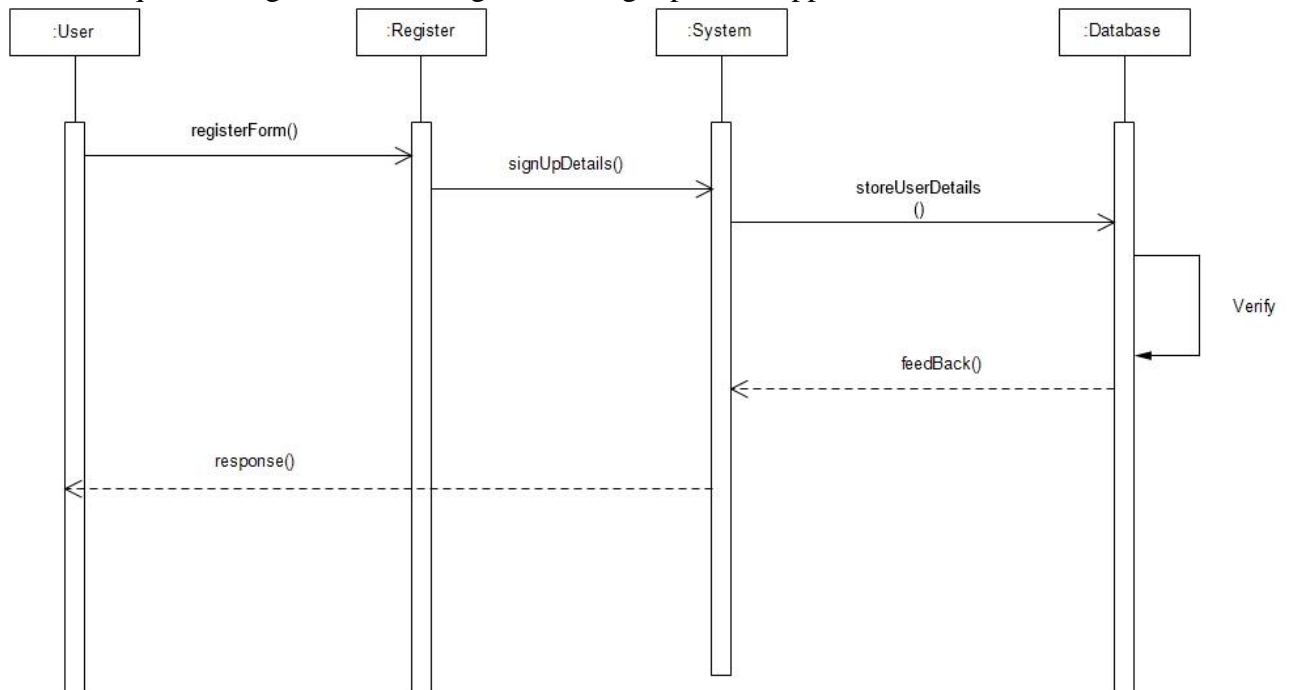 :User
:Register
:System
:Database
registerForm()
signUpDetails()
storeUserDetails
()
Verify
feedBack()
response()